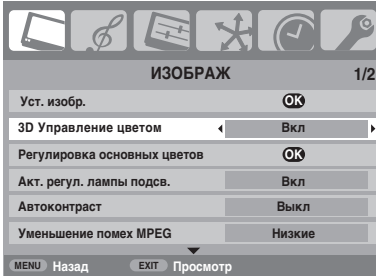 ИЗОБРАЖ 1/2
Уст. изобр. OK
3D Управление цветом Вкл
Регулировка основных цветов OK
Акт. регул. лампы подсв. Вкл
Автоконтраст Выкл
Уменьшение помех MPEG Низкие
MENU Назад EXIT Просмотр